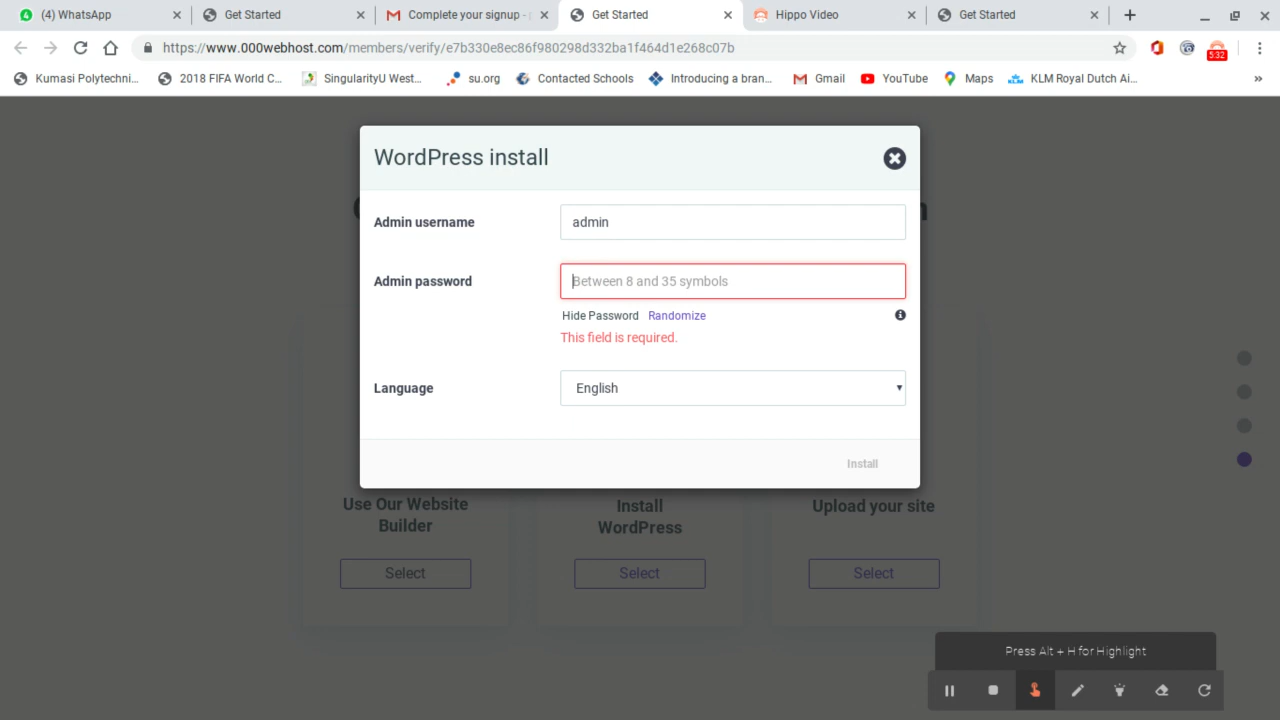 (4) WhatsApp
Get Started
Complete your signup -
Get Started
Hippo Video
Get Started
https://www.000webhost.com/members/verify/e7b330e8ec86f980298d332ba1f464d1e268c07b
5:32
Kumasi Polytechni...
2018 FIFA World C...
SingularityU West...
su.org
Contacted Schools
Introducing a bran...
Gmail
YouTube
Maps
KLM Royal Dutch Ai...
»
WordPress install
Admin username
admin
Admin password
Between 8 and 35 symbols
Hide Password Randomize
This field is required.
Language
English
Install
Use Our Website
Builder
Select
Install
WordPress
Select
Upload your site
Select
Press Alt + H for Highlight